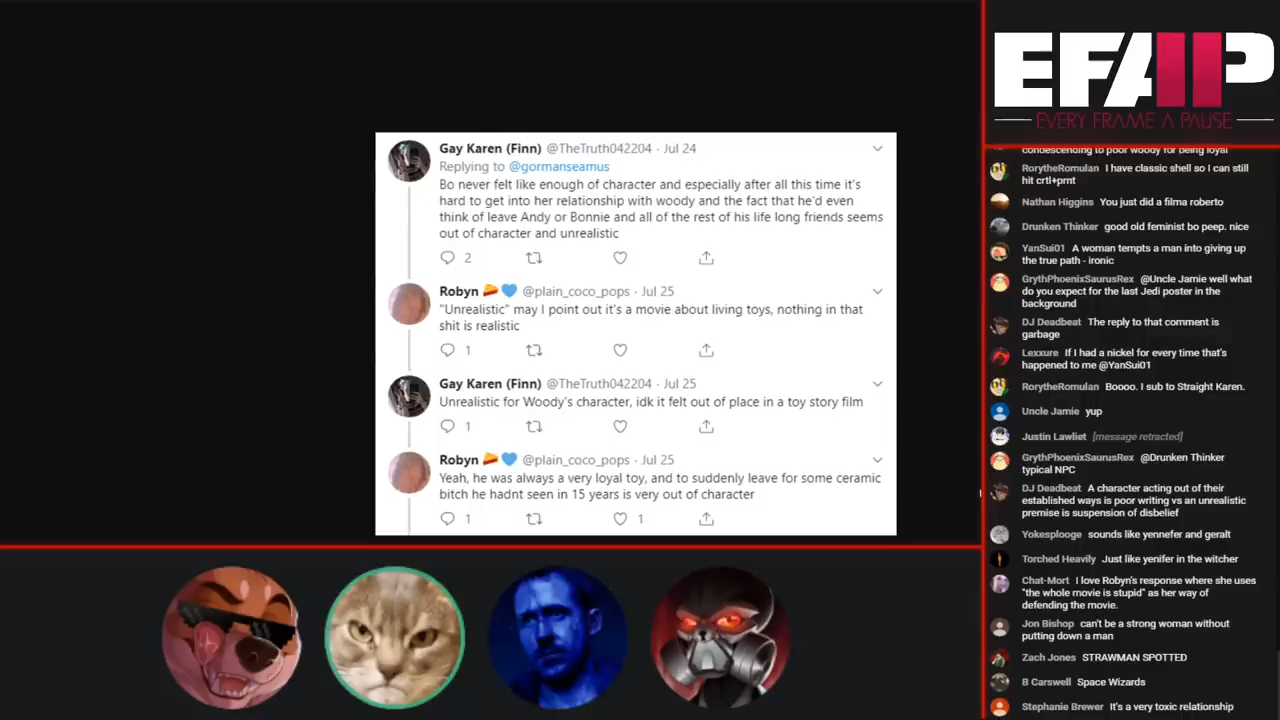 Gay Karen (Finn) @TheTruth042204 · Jul 24
Replying to @gormanseamus
Bo never felt like enough of character and especially after all this time it's
hard to get into her relationship with woody and the fact that he'd even
think of leave Andy or Bonnie and all of the rest of his life long friends seems
out of character and unrealistic
2
Robyn @plain_coco_pops · Jul 25
"Unrealistic" may I point out it's a movie about living toys, nothing in that
shit is realistic
1
Gay Karen (Finn) @TheTruth042204 · Jul 25
Unrealistic for Woody's character, idk it felt out of place in a toy story film
1
Robyn @plain_coco_pops · Jul 25
Yeah, he was always a very loyal toy, and to suddenly leave for some ceramic
bitch he hadnt seen in 15 years is very out of character
1 1
EFAP
EVERY FRAME A PAUSE
condescending to poor woody for being loyal
RorytheRomulan I have classic shell so I can still
hit crtl+prnt
Nathan Higgins You just did a filma roberto
Drunken Thinker good old feminist bo peep. nice
YanSui01 A woman tempts a man into giving up
the true path - ironic
GrythPhoenixSaurusRex @Uncle Jamie well what
do you expect for the last Jedi poster in the
background
DJ Deadbeat The reply to that comment is
garbage
Lexxure If I had a nickel for every time that's
happened to me @YanSui01
RorytheRomulan Boooo. I sub to Straight Karen.
Uncle Jamie yup
Justin Lawliet [message retracted]
GrythPhoenixSaurusRex @Drunken Thinker
typical NPC
DJ Deadbeat A character acting out of their
established ways is poor writing vs an unrealistic
premise is suspension of disbelief
Yokesplooge sounds like yennefer and geralt
Torched Heavily Just like yenifer in the witcher
Chat-Mort I love Robyn's response where she uses
"the whole movie is stupid" as her way of
defending the movie.
Jon Bishop can't be a strong woman without
putting down a man
Zach Jones STRAWMAN SPOTTED
B Carswell Space Wizards
Stephanie Brewer It's a very toxic relationship